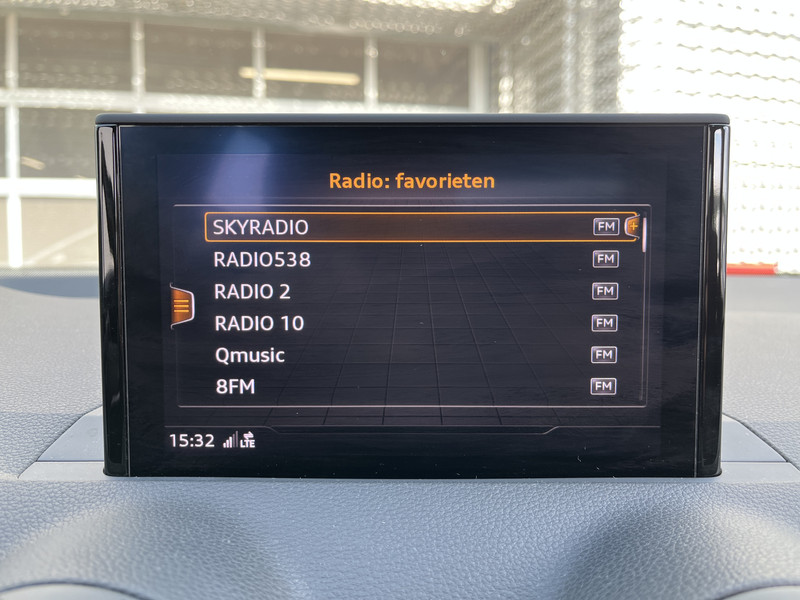 Radio: favorieten
SKYRADIO FM
RADIO538 FM
RADIO 2 FM
RADIO 10 FM
Qmusic FM
8FM FM
15:32 LTE